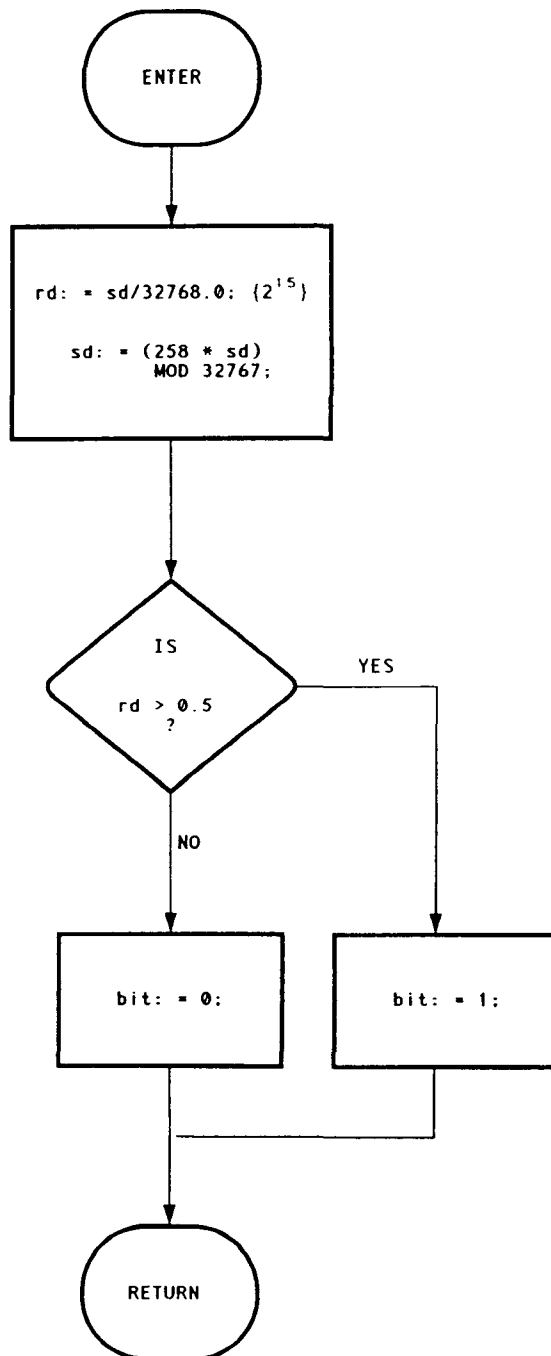 ENTER
rd: = sd/32768.0; {2^15}
sd: = (258 * sd)
MOD 32767;
IS
rd > 0.5
?
YES
NO
bit: = 0;
bit: = 1;
RETURN